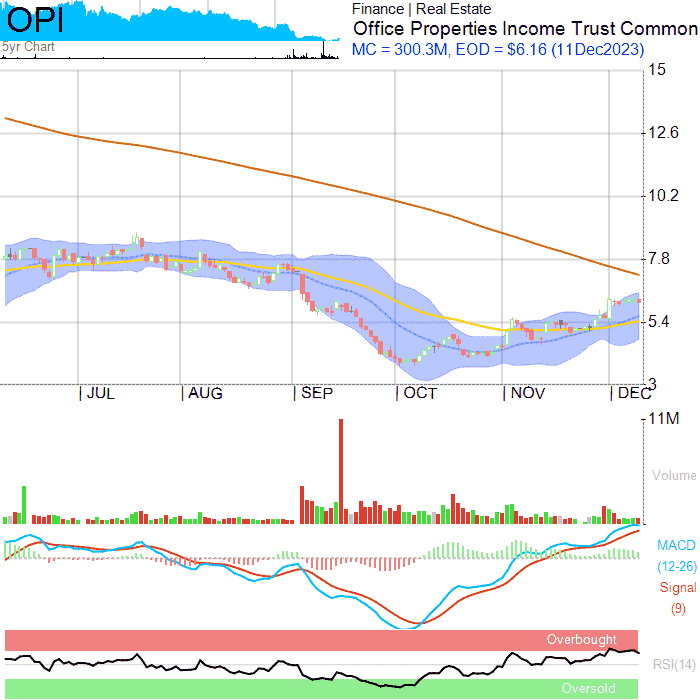 OPI
5yr Chart
Finance | Real Estate
Office Properties Income Trust Common
MC = 300.3M, EOD = $6.16 (11Dec2023)
15
12.6
10.2
7.8
5.4
3
| JUL | AUG | SEP | OCT | NOV | DEC
11M
Volume
MACD
(12-26)
Signal
(9)
Overbought
RSI(14)
Oversold